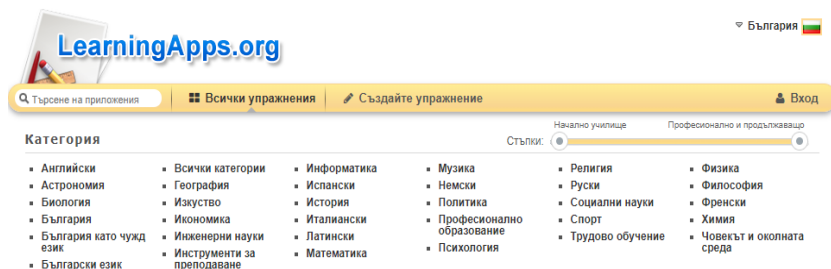 LearningApps.org
България
Търсене на приложения
Всички упражнения
Създайте упражнение
Вход
Категория
Стъпки:
Начално училище
Професионално и продължаващо
Английски
Астрономия
Биология
България
България като чужд
език
Български език
Всички категории
География
Изкуство
Икономика
Инженерни науки
Инструменти за
преподаване
Информатика
Испански
История
Италиански
Латински
Математика
Музика
Немски
Политика
Професионално
образование
Психология
Религия
Руски
Социални науки
Спорт
Трудово обучение
Физика
Философия
Френски
Химия
Човекът и околната
среда